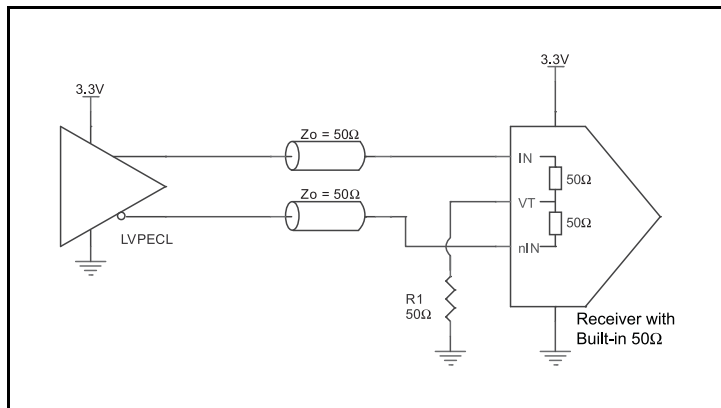 3.3V
3.3V
Zo = 50Ω
IN
50Ω
Zo = 50Ω
VT
50Ω
LVPECL
nIN
R1
50Ω
Receiver with
Built-in 50Ω